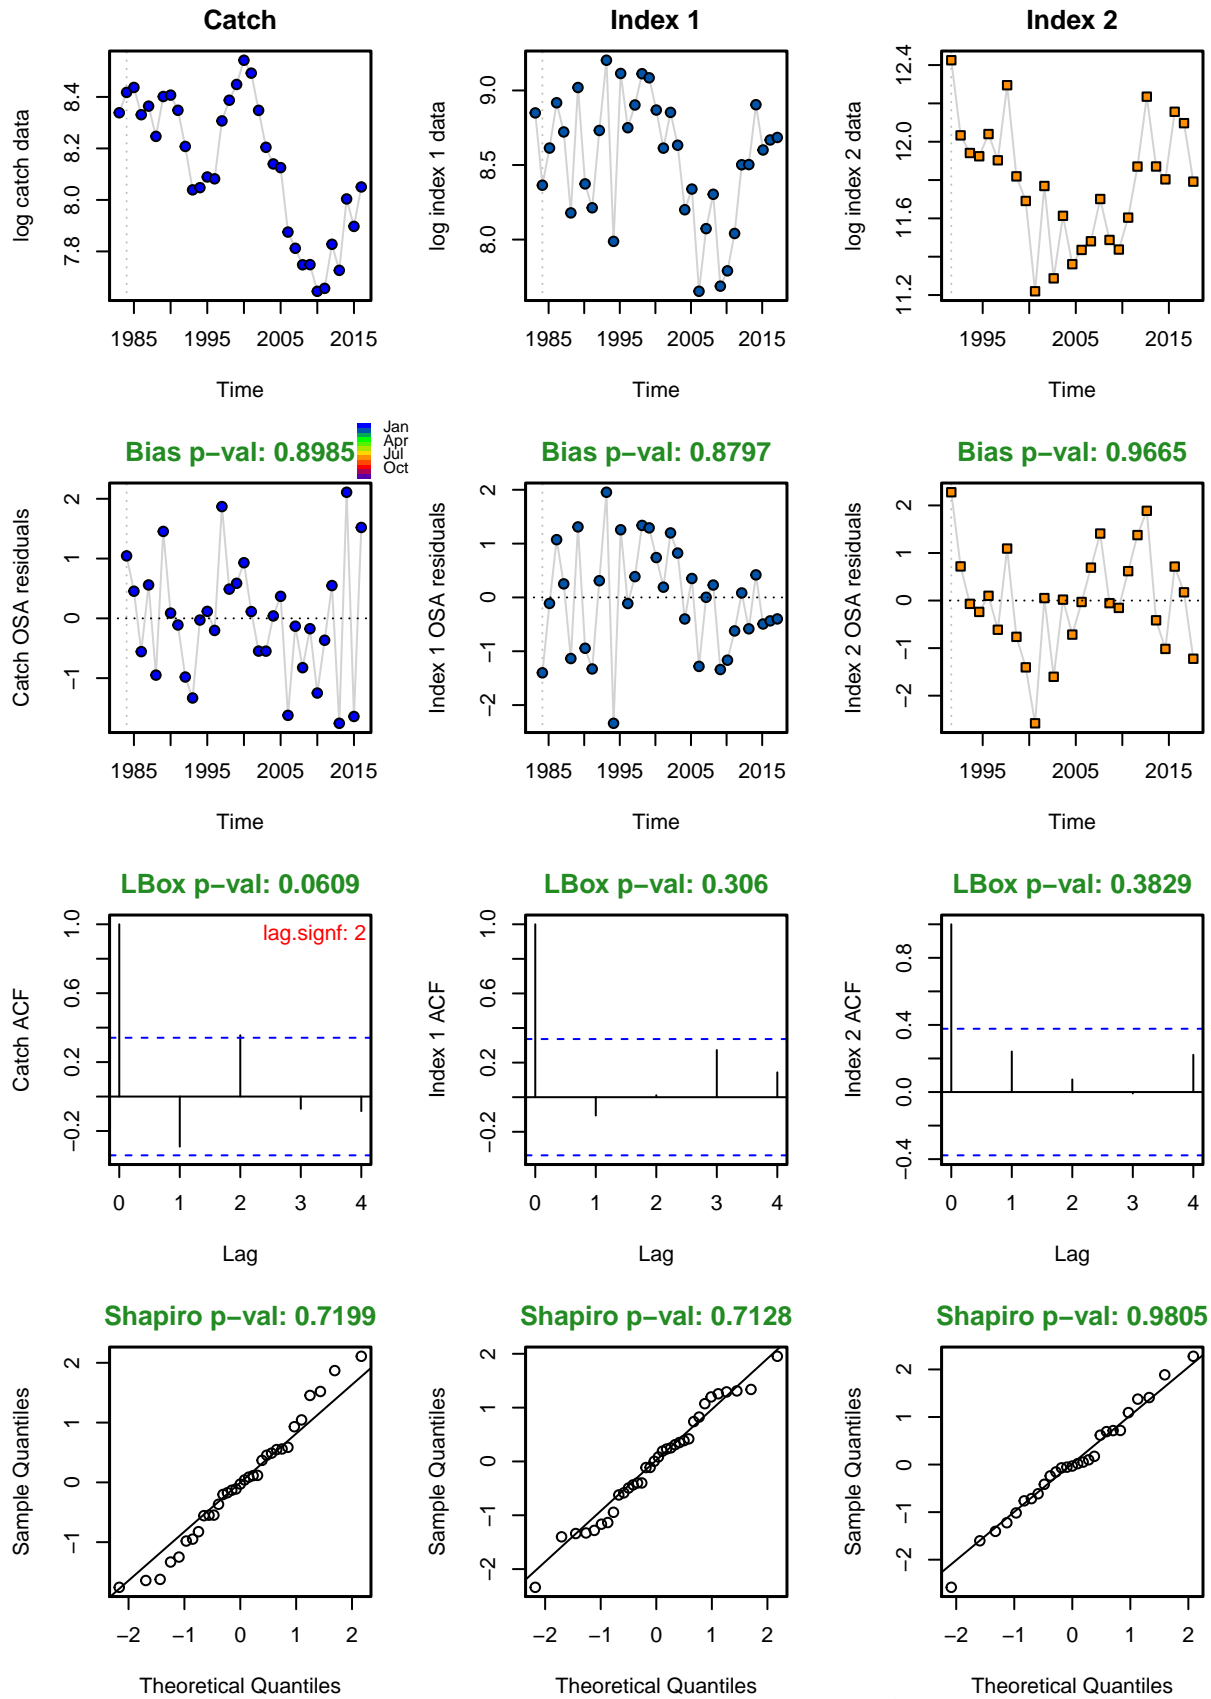 Catch
Index 1
Index 2
log catch data
7.8 8.0 8.2 8.4
1985 1995 2005 2015
Time
log index 1 data
8.0 8.5 9.0
1985 1995 2005 2015
Time
log index 2 data
11.2 11.6 12.0 12.4
1995 2005 2015
Time
Bias p−val: 0.8985
Jan
Apr
Jul
Oct
Bias p−val: 0.8797
Bias p−val: 0.9665
Catch OSA residuals
−1 0 1 2
1985 1995 2005 2015
Time
Index 1 OSA residuals
−2 −1 0 1 2
1985 1995 2005 2015
Time
Index 2 OSA residuals
−2 −1 0 1 2
1995 2005 2015
Time
LBox p−val: 0.0609
LBox p−val: 0.306
LBox p−val: 0.3829
Catch ACF
−0.2 0.2 0.6 1.0
lag.signf: 2
0 1 2 3 4
Lag
Index 1 ACF
−0.2 0.2 0.6 1.0
0 1 2 3 4
Lag
Index 2 ACF
−0.4 0.0 0.4 0.8
0 1 2 3 4
Lag
Shapiro p−val: 0.7199
Shapiro p−val: 0.7128
Shapiro p−val: 0.9805
Sample Quantiles
−1 0 1 2
−2 −1 0 1 2
Theoretical Quantiles
Sample Quantiles
−2 −1 0 1 2
−2 −1 0 1 2
Theoretical Quantiles
Sample Quantiles
−2 −1 0 1 2
−2 −1 0 1 2
Theoretical Quantiles